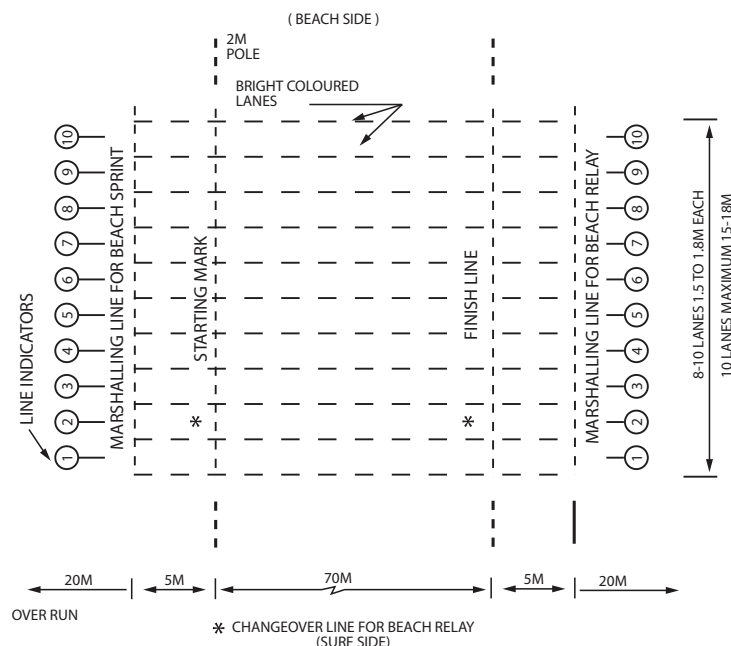 ( BEACH SIDE )
2M
POLE
BRIGHT COLOURED
LANES
LINE INDICATORS
10
9
8
7
6
5
4
3
2
1
MARSHALLING LINE FOR BEACH SPRINT
STARTING MARK
*
FINISH LINE
*
MARSHALLING LINE FOR BEACH RELAY
10
9
8
7
6
5
4
3
2
1
8-10 LANES 1.5 TO 1.8M EACH
10 LANES MAXIMUM 15-18M
20M 5M 70M 5M 20M
OVER RUN
* CHANGEOVER LINE FOR BEACH RELAY
(SURF SIDE)